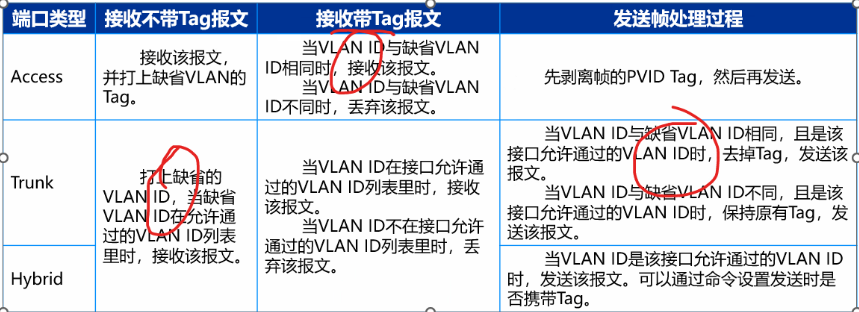 端口类型
接收不带Tag报文
接收带Tag报文
发送帧处理过程
Access
接收该报文,
并打上缺省VLAN的
Tag。
当VLAN ID与缺省VLAN
ID相同时，接收该报文。
当VLAN ID与缺省VLAN
ID不同时，丢弃该报文。
先剥离帧的PVID Tag，然后再发送。
Trunk
打上缺省的
VLAN ID，当缺省
VLAN ID在允许通
过的VLAN ID列表
里时，接收该报文。
当VLAN ID在接口允许通
过的VLAN ID列表里时，接收
该报文。
当VLAN ID不在接口允许
通过的VLAN ID列表里时，丢
弃该报文。
当VLAN ID与缺省VLAN ID相同，且是该
接口允许通过的VLAN ID时，去掉Tag，发送该
报文。
当VLAN ID与缺省VLAN ID不同，且是该
接口允许通过的VLAN ID时，保持原有Tag，发
送该报文。
Hybrid
当VLAN ID是该接口允许通过的VLAN ID
时，发送该报文。可以通过命令设置发送时是
否携带Tag。